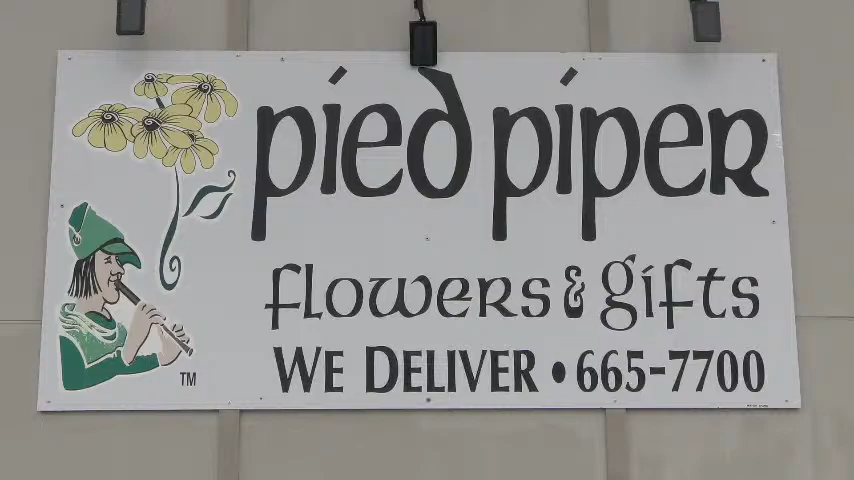 pied piper
flowers & gifts
WE DELIVER • 665-7700
TM